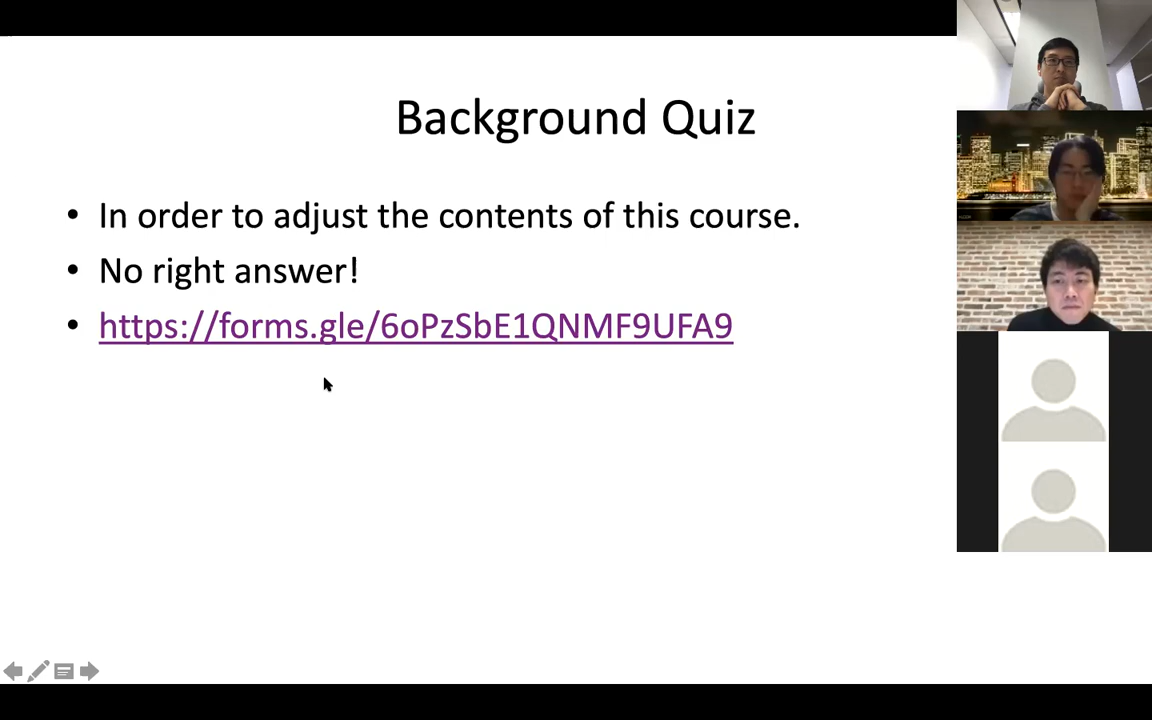 Background Quiz
• In order to adjust the contents of this course.
• No right answer!
• https://forms.gle/6oPzSbE1QNMF9UFA9